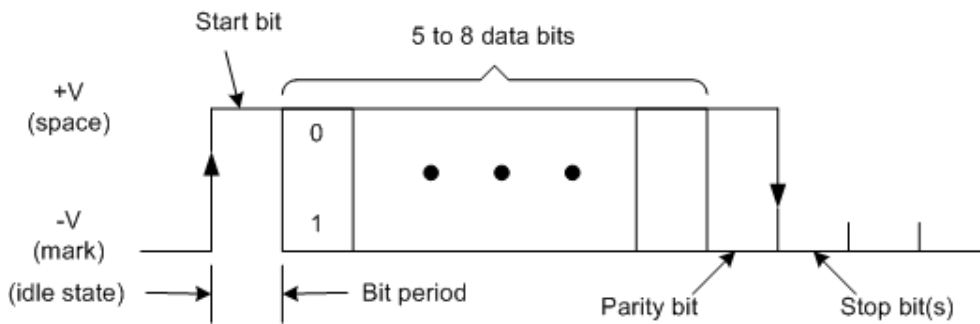 Start bit
5 to 8 data bits
+V
(space)
0
-V
(mark)
1
(idle state)
Bit period
Parity bit
Stop bit(s)